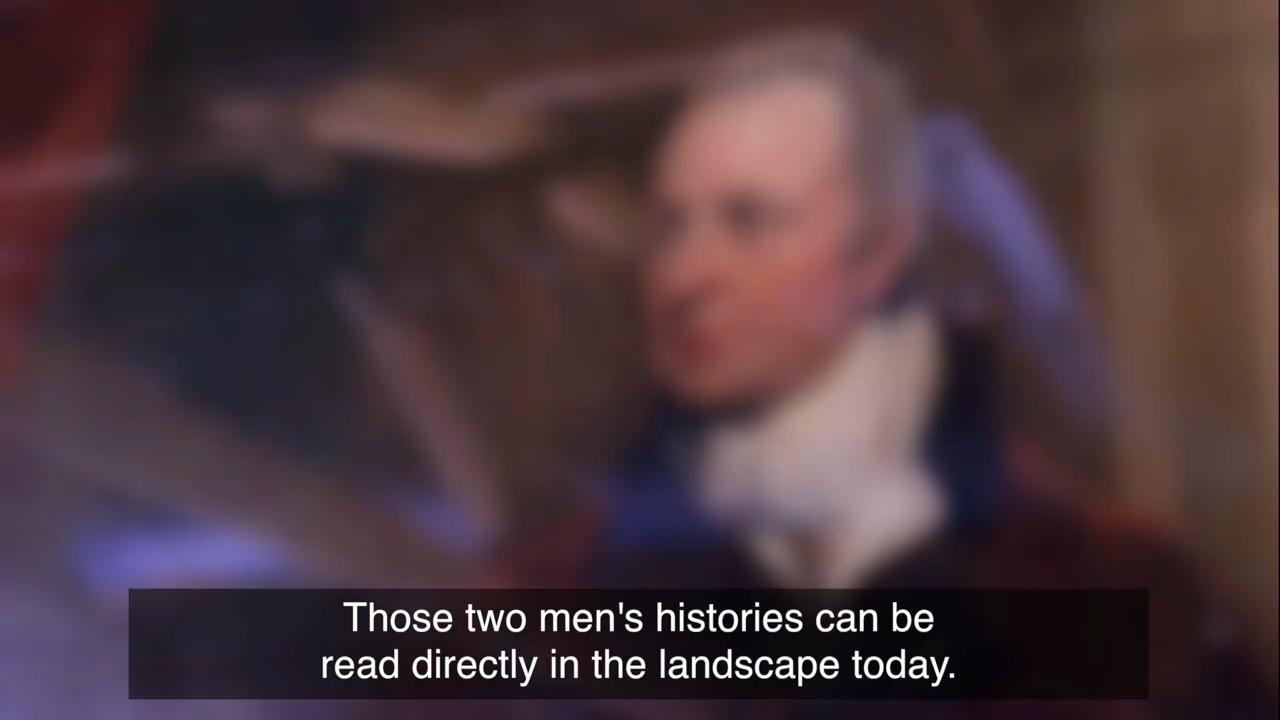 Those two men's histories can be
read directly in the landscape today.